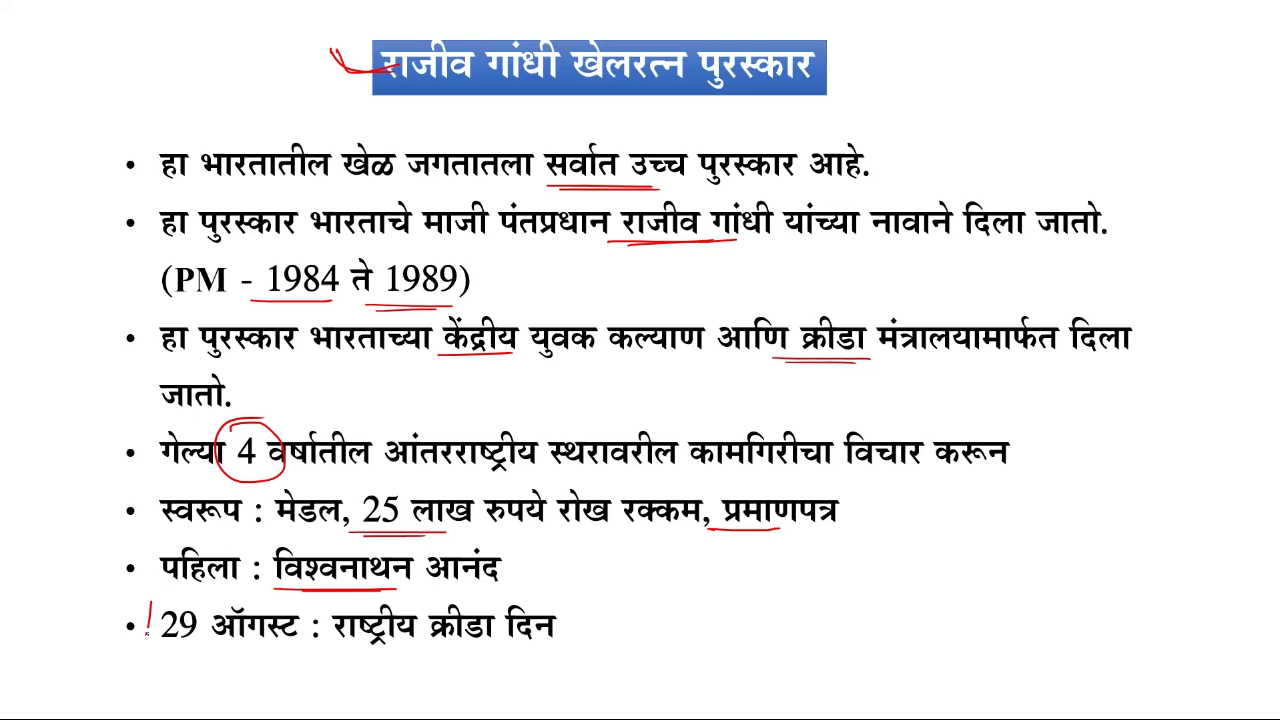 राजीव गांधी खेलरत्न पुरस्कार
• हा भारतातील खेळ जगतातला सर्वात उच्च पुरस्कार आहे.
• हा पुरस्कार भारताचे माजी पंतप्रधान राजीव गांधी यांच्या नावाने दिला जातो.
(PM - 1984 ते 1989)
• हा पुरस्कार भारताच्या केंद्रीय युवक कल्याण आणि क्रीडा मंत्रालयामार्फत दिला
जातो.
• गेल्या 4 वर्षातील आंतरराष्ट्रीय स्थरावरील कामगिरीचा विचार करून
• स्वरूप : मेडल, 25 लाख रुपये रोख रक्कम, प्रमाणपत्र
• पहिला : विश्वनाथन आनंद
• 29 ऑगस्ट : राष्ट्रीय क्रीडा दिन